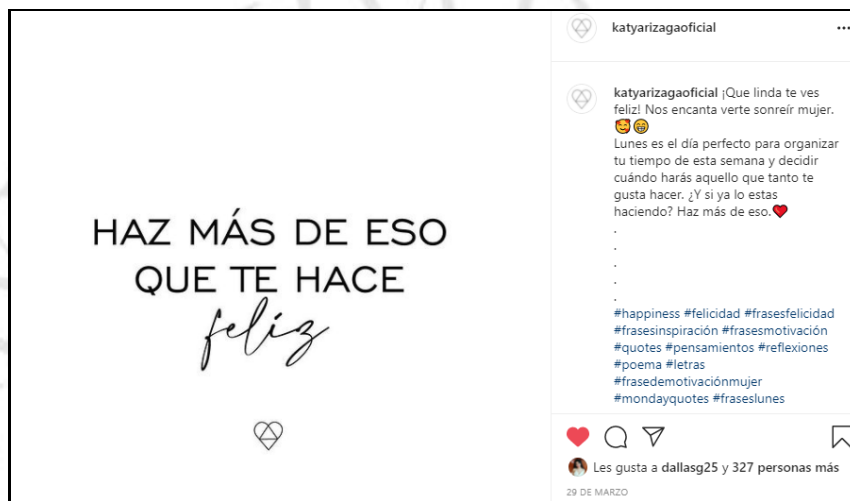 HAZ MÁS DE ESO
QUE TE HACE
feliz
katyarizagaoficial
katyarizagaoficial ¡Que linda te ves
feliz! Nos encanta verte sonreír mujer.
🥰😁
Lunes es el día perfecto para organizar
tu tiempo de esta semana y decidir
cuándo harás aquello que tanto te
gusta hacer. ¿Y si ya lo estas
haciendo? Haz más de eso.❤️
.
.
.
.
.
#happiness #felicidad #frasesfelicidad
#frasesinspiración #frasesmotivación
#quotes #pensamientos #reflexiones
#poema #letras
#frasedemotivaciónmujer
#mondayquotes #fraseslunes
Les gusta a dallasg25 y 327 personas más
29 DE MARZO